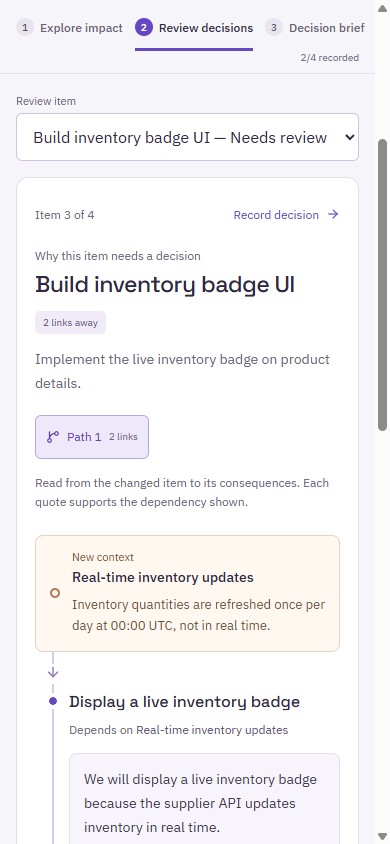 1 Explore impact 2 Review decisions 3 Decision brief
2/4 recorded
Review item
Build inventory badge UI — Needs review
Item 3 of 4 Record decision →
Why this item needs a decision
Build inventory badge UI
2 links away
Implement the live inventory badge on product
details.
Path 1 2 links
Read from the changed item to its consequences. Each
quote supports the dependency shown.
New context
Real-time inventory updates
Inventory quantities are refreshed once per
day at 00:00 UTC, not in real time.
Display a live inventory badge
Depends on Real-time inventory updates
We will display a live inventory badge
because the supplier API updates
inventory in real time.